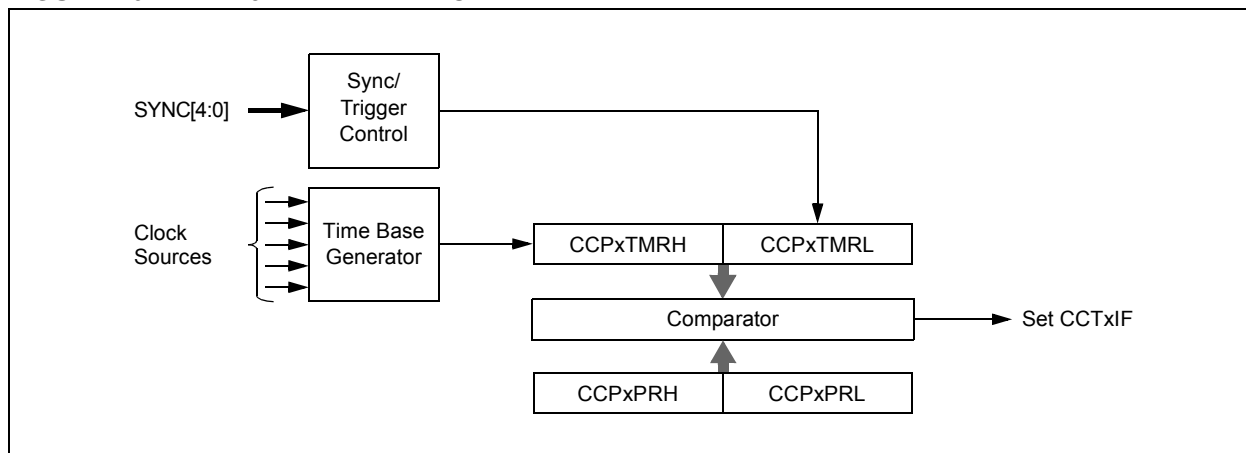 Sync/
Trigger
Control
SYNC[4:0]
Clock
Sources
Time Base
Generator
CCPxTMRH
CCPxTMRL
Comparator
Set CCTxIF
CCPxPRH
CCPxPRL